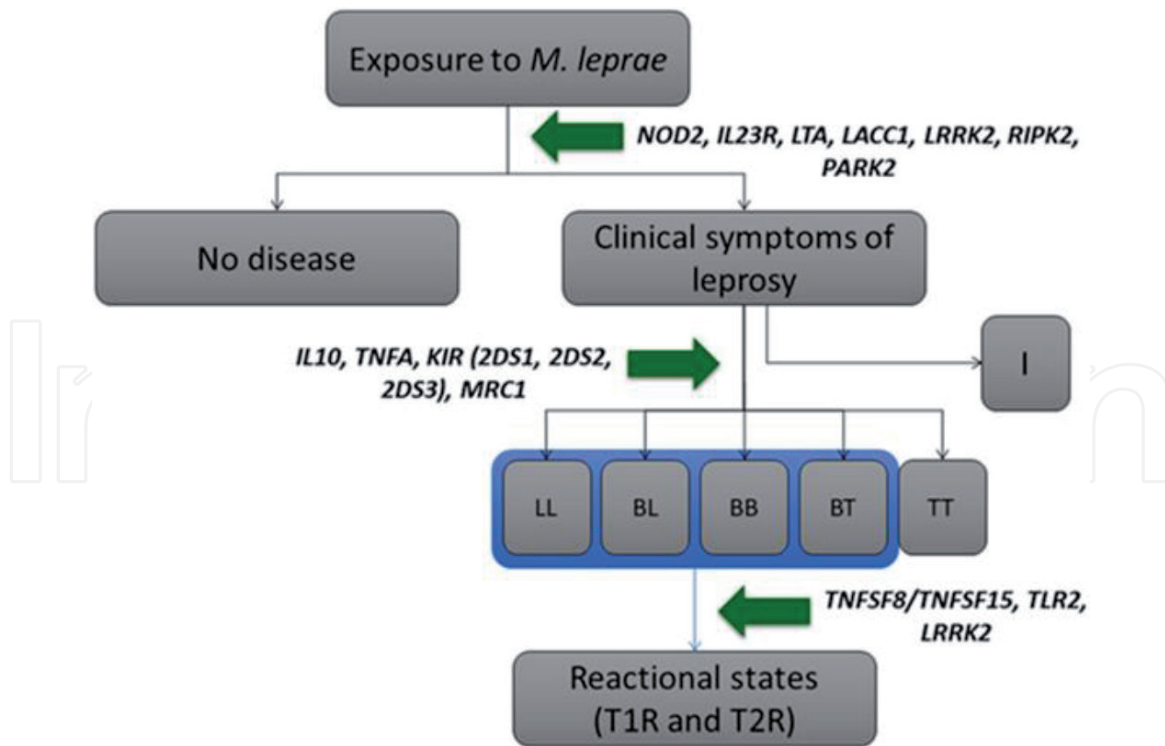 Exposure to M. leprae
NOD2, IL23R, LTA, LACC1, LRRK2, RIPK2,
PARK2
No disease
Clinical symptoms of
leprosy
IL10, TNFA, KIR (2DS1, 2DS2,
2DS3), MRC1
I
LL
BL
BB
BT
TT
TNFSF8/TNFSF15, TLR2,
LRRK2
Reactional states
(T1R and T2R)